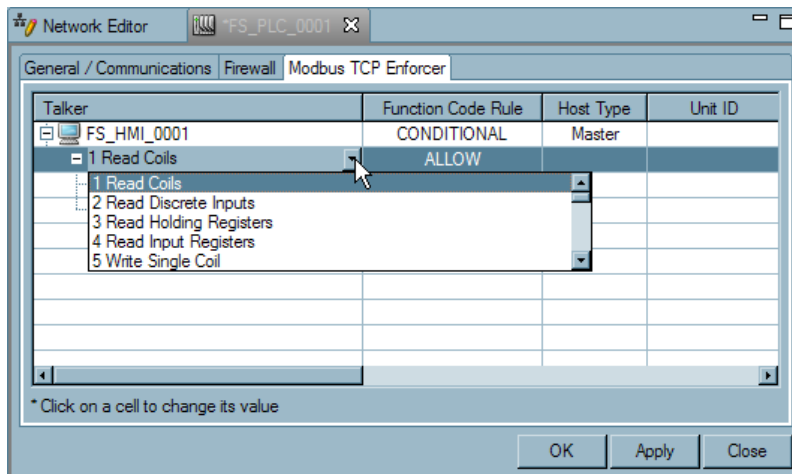 Network Editor *FS_PLC_0001
General / Communications Firewall Modbus TCP Enforcer
Talker Function Code Rule Host Type Unit ID
FS_HMI_0001 CONDITIONAL Master
1 Read Coils ALLOW
1 Read Coils
2 Read Discrete Inputs
3 Read Holding Registers
4 Read Input Registers
5 Write Single Coil
* Click on a cell to change its value
OK Apply Close